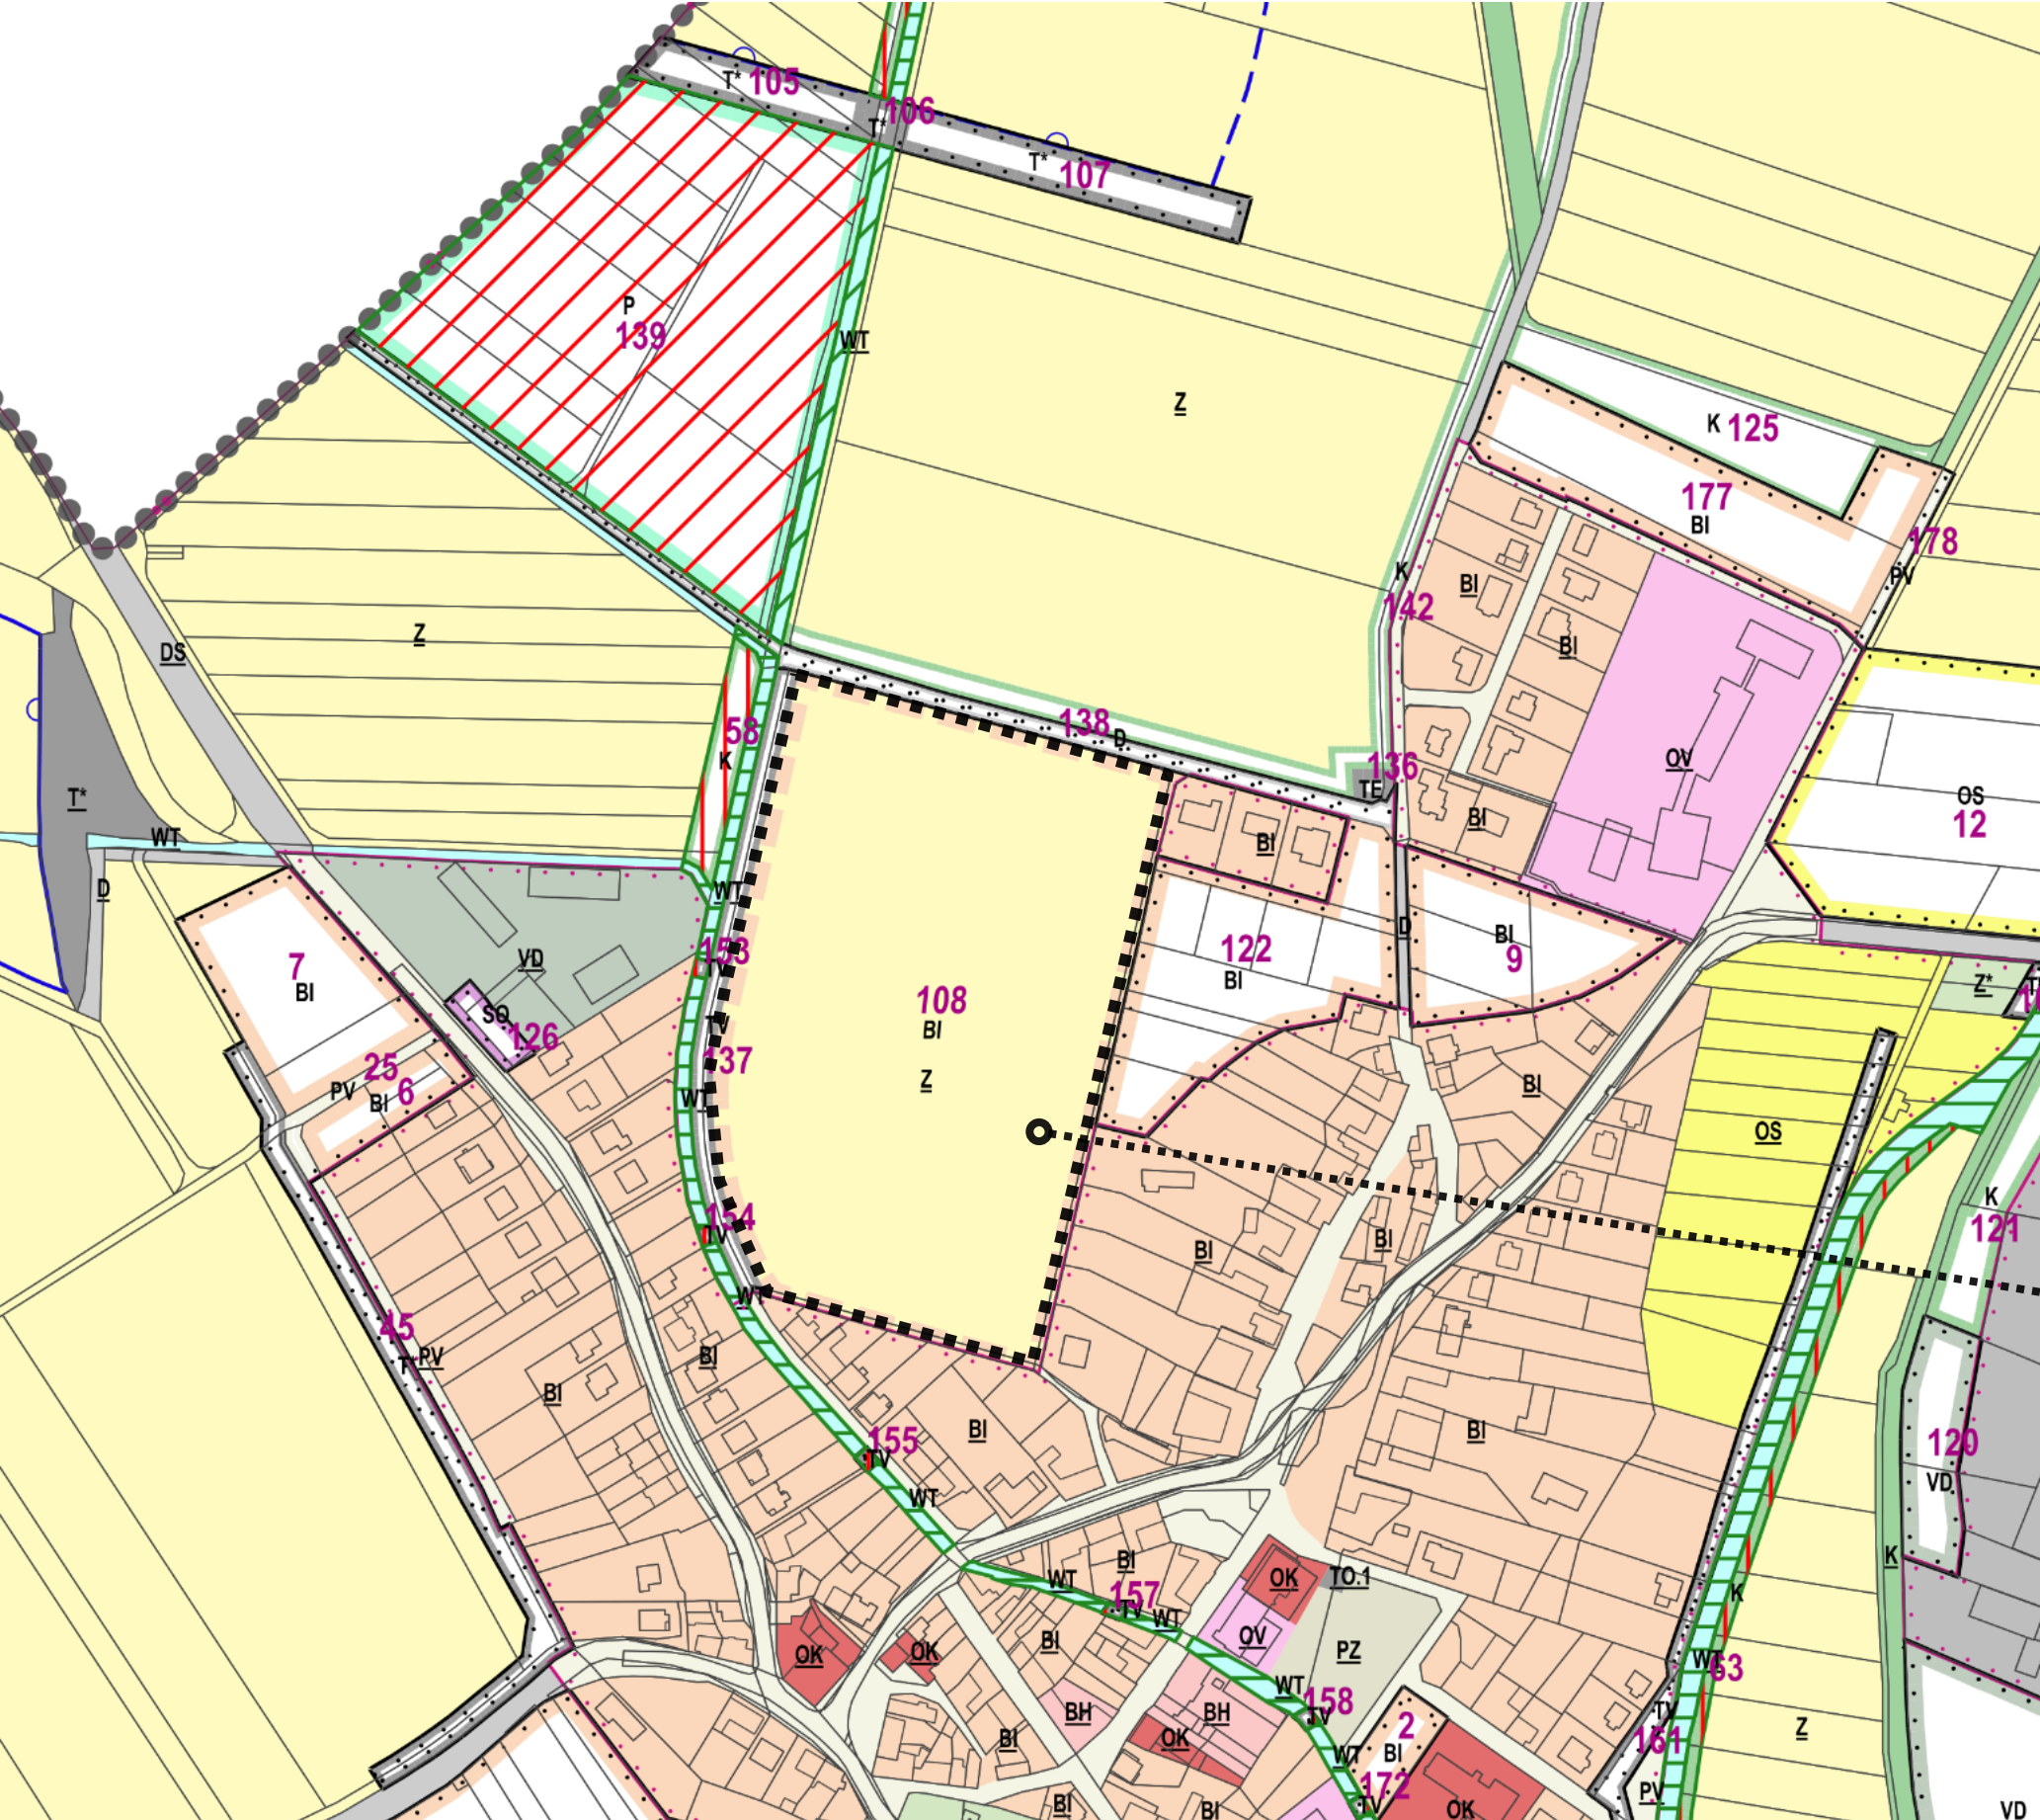 T* 105
106
T*
T* 107
P
139
WT
Z
K 125
177
BI
178
PV
K
142
BI
BI
Z
DS
58
K
138
D
136
TE
OV
OS
12
T*
WT
BI
BI
D
WT
7
BI
VD
153
TV
122
BI
D
BI
9
Z*
SO
126
108
BI
Z
TV
137
25
PV
BI 6
WT
BI
OS
K
121
154
TV
BI
BI
WT
45
T*
PV
BI
BI
BI
BI
155
TV
120
VD
WT
BI
WT
157
TV
WT
OK
TO.1
K
K
OK
OK
BI
OV
PZ
WT
63
BH
BH
OK
BI
WT
158
TV
2
BI
WT
172
TV
TV
161
PV
Z
BI
BI
OK
VD